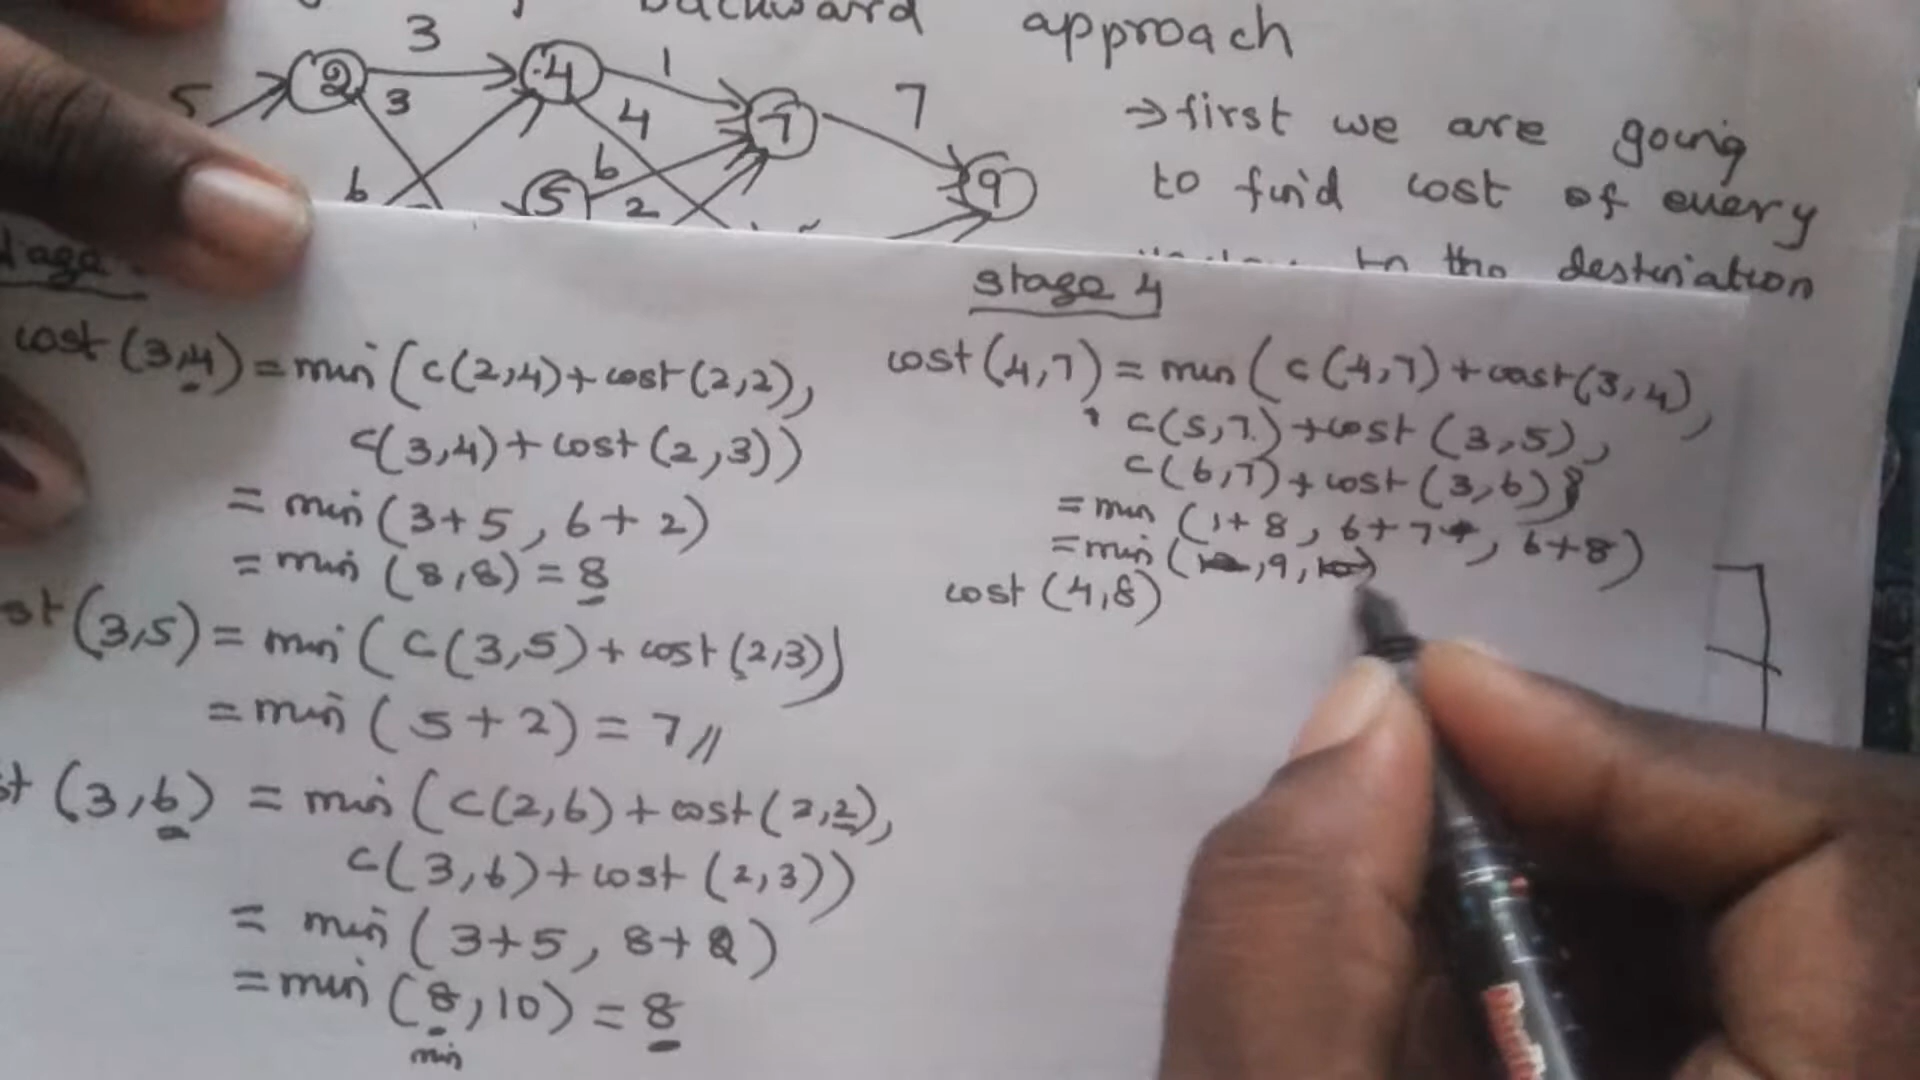 approach
3
2 4 1
5 3 4 7 7
→ first we are going
6 5 6 2 9
to find cost of every
the destination
stage 4
cost (3,4) = min (c(2,4) + cost (2,2),
c(3,4) + cost (2,3))
= min (3+5, 6+2)
= min (8,8) = 8
st (3,5) = min (c(3,5) + cost (2,3))
= min (5+2) = 7 //
st (3,6) = min (c(2,6) + cost (2,2),
c(3,6) + cost (2,3))
= min (3+5, 8+2)
= min (8,10) = 8
min
cost (4,7) = min (c(4,7) + cost (3,4),
c(5,7) + cost (3,5),
c(6,7) + cost (3,6)}
= min (1+8, 6+7, 6+8)
= min ( ,9, )
cost (4,8)